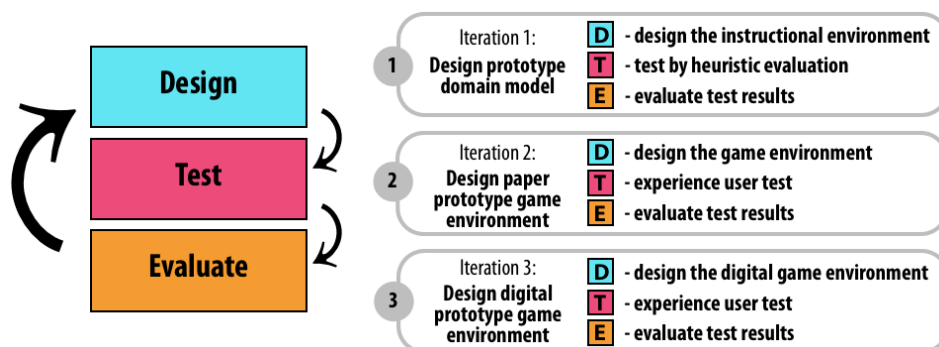 Design
Test
Evaluate
1
Iteration 1:
Design prototype
domain model
D - design the instructional environment
T - test by heuristic evaluation
E - evaluate test results
2
Iteration 2:
Design paper
prototype game
environment
D - design the game environment
T - experience user test
E - evaluate test results
3
Iteration 3:
Design digital
prototype game
environment
D - design the digital game environment
T - experience user test
E - evaluate test results